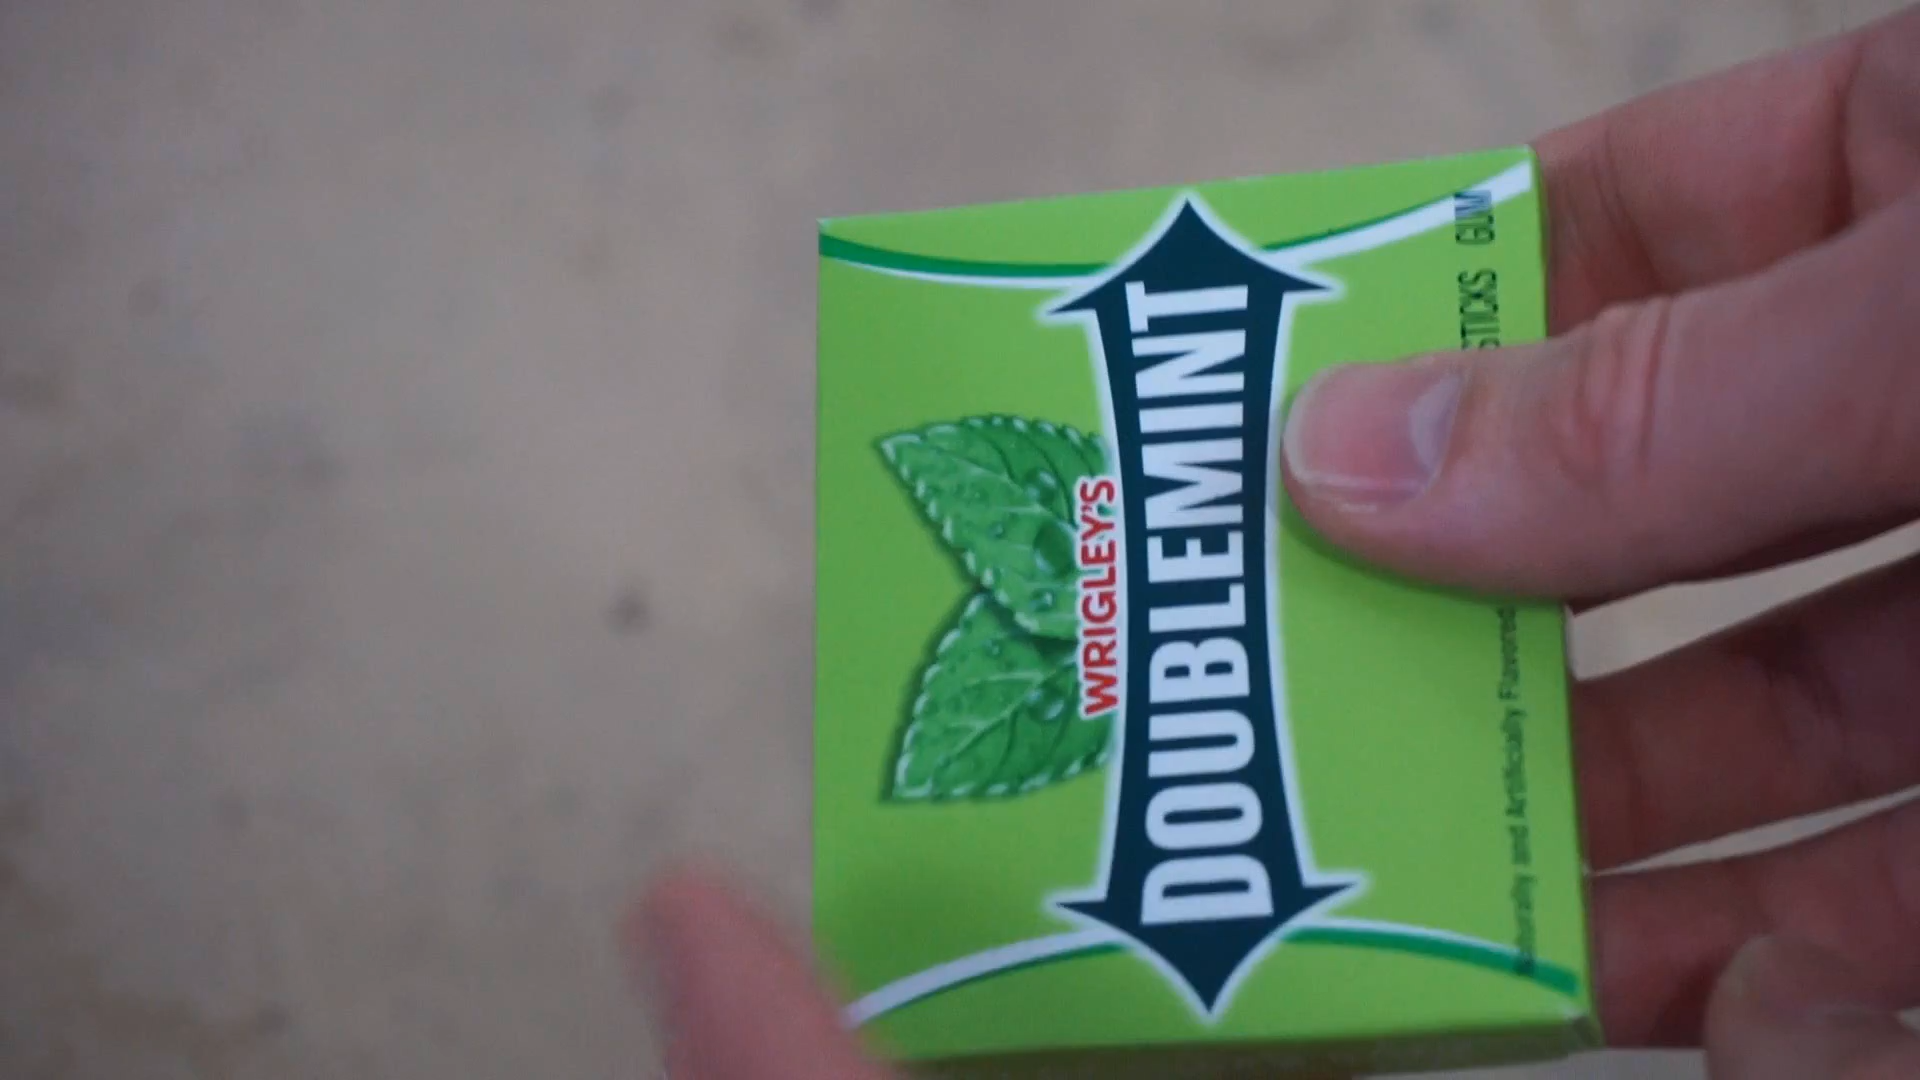 WRIGLEY'S
DOUBLEMINT
STICKS GUM
Naturally and Artificially Flavored